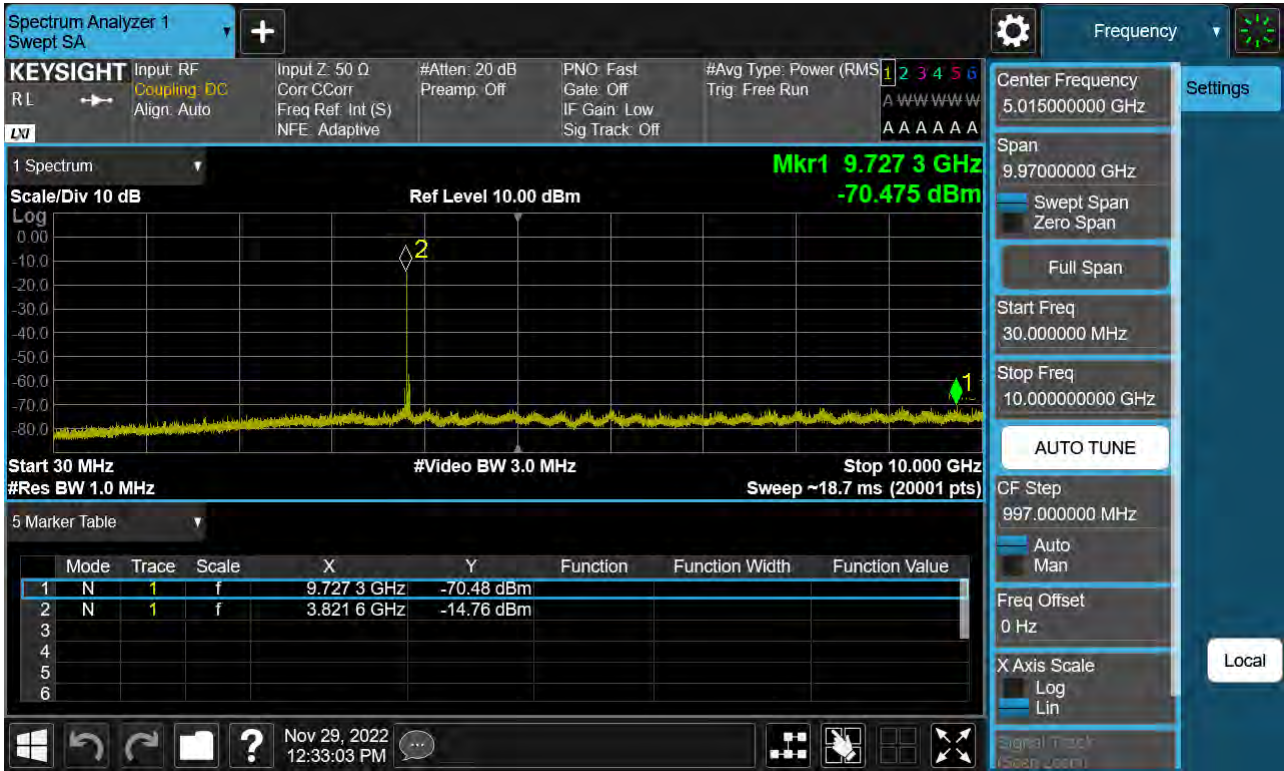 Spectrum Analyzer 1
Swept SA
+
Frequency
KEYSIGHT
RL
LXI
Input: RF
Coupling: DC
Align: Auto
Input Z: 50 Ω
Corr CCorr
Freq Ref: Int (S)
NFE: Adaptive
#Atten: 20 dB
Preamp: Off
PNO: Fast
Gate: Off
IF Gain: Low
Sig Track: Off
#Avg Type: Power (RMS
Trig: Free Run
1 2 3 4 5 6
A W W W W W
A A A A A A
1 Spectrum
Mkr1 9.727 3 GHz
Scale/Div 10 dB
Ref Level 10.00 dBm
-70.475 dBm
Log
0.00
-10.0
-20.0
-30.0
-40.0
-50.0
-60.0
-70.0
-80.0
2
1
Start 30 MHz
#Video BW 3.0 MHz
Stop 10.000 GHz
#Res BW 1.0 MHz
Sweep ~18.7 ms (20001 pts)
5 Marker Table
Mode Trace Scale X Y Function Function Width Function Value
1 N 1 f 9.727 3 GHz -70.48 dBm
2 N 1 f 3.821 6 GHz -14.76 dBm
3
4
5
6
Nov 29, 2022
12:33:03 PM
?
Center Frequency
5.015000000 GHz
Settings
Span
9.97000000 GHz
Swept Span
Zero Span
Full Span
Start Freq
30.000000 MHz
Stop Freq
10.000000000 GHz
AUTO TUNE
CF Step
997.000000 MHz
Auto
Man
Freq Offset
0 Hz
X Axis Scale
Log
Lin
Local
Signal Track
(Span Zoom)